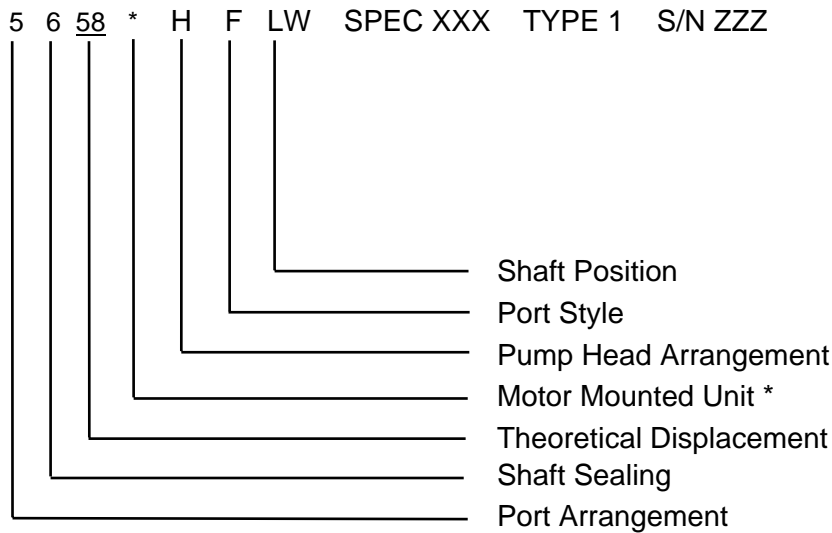 5 6 58 * H F LW SPEC XXX TYPE 1 S/N ZZZ
Shaft Position
Port Style
Pump Head Arrangement
Motor Mounted Unit *
Theoretical Displacement
Shaft Sealing
Port Arrangement